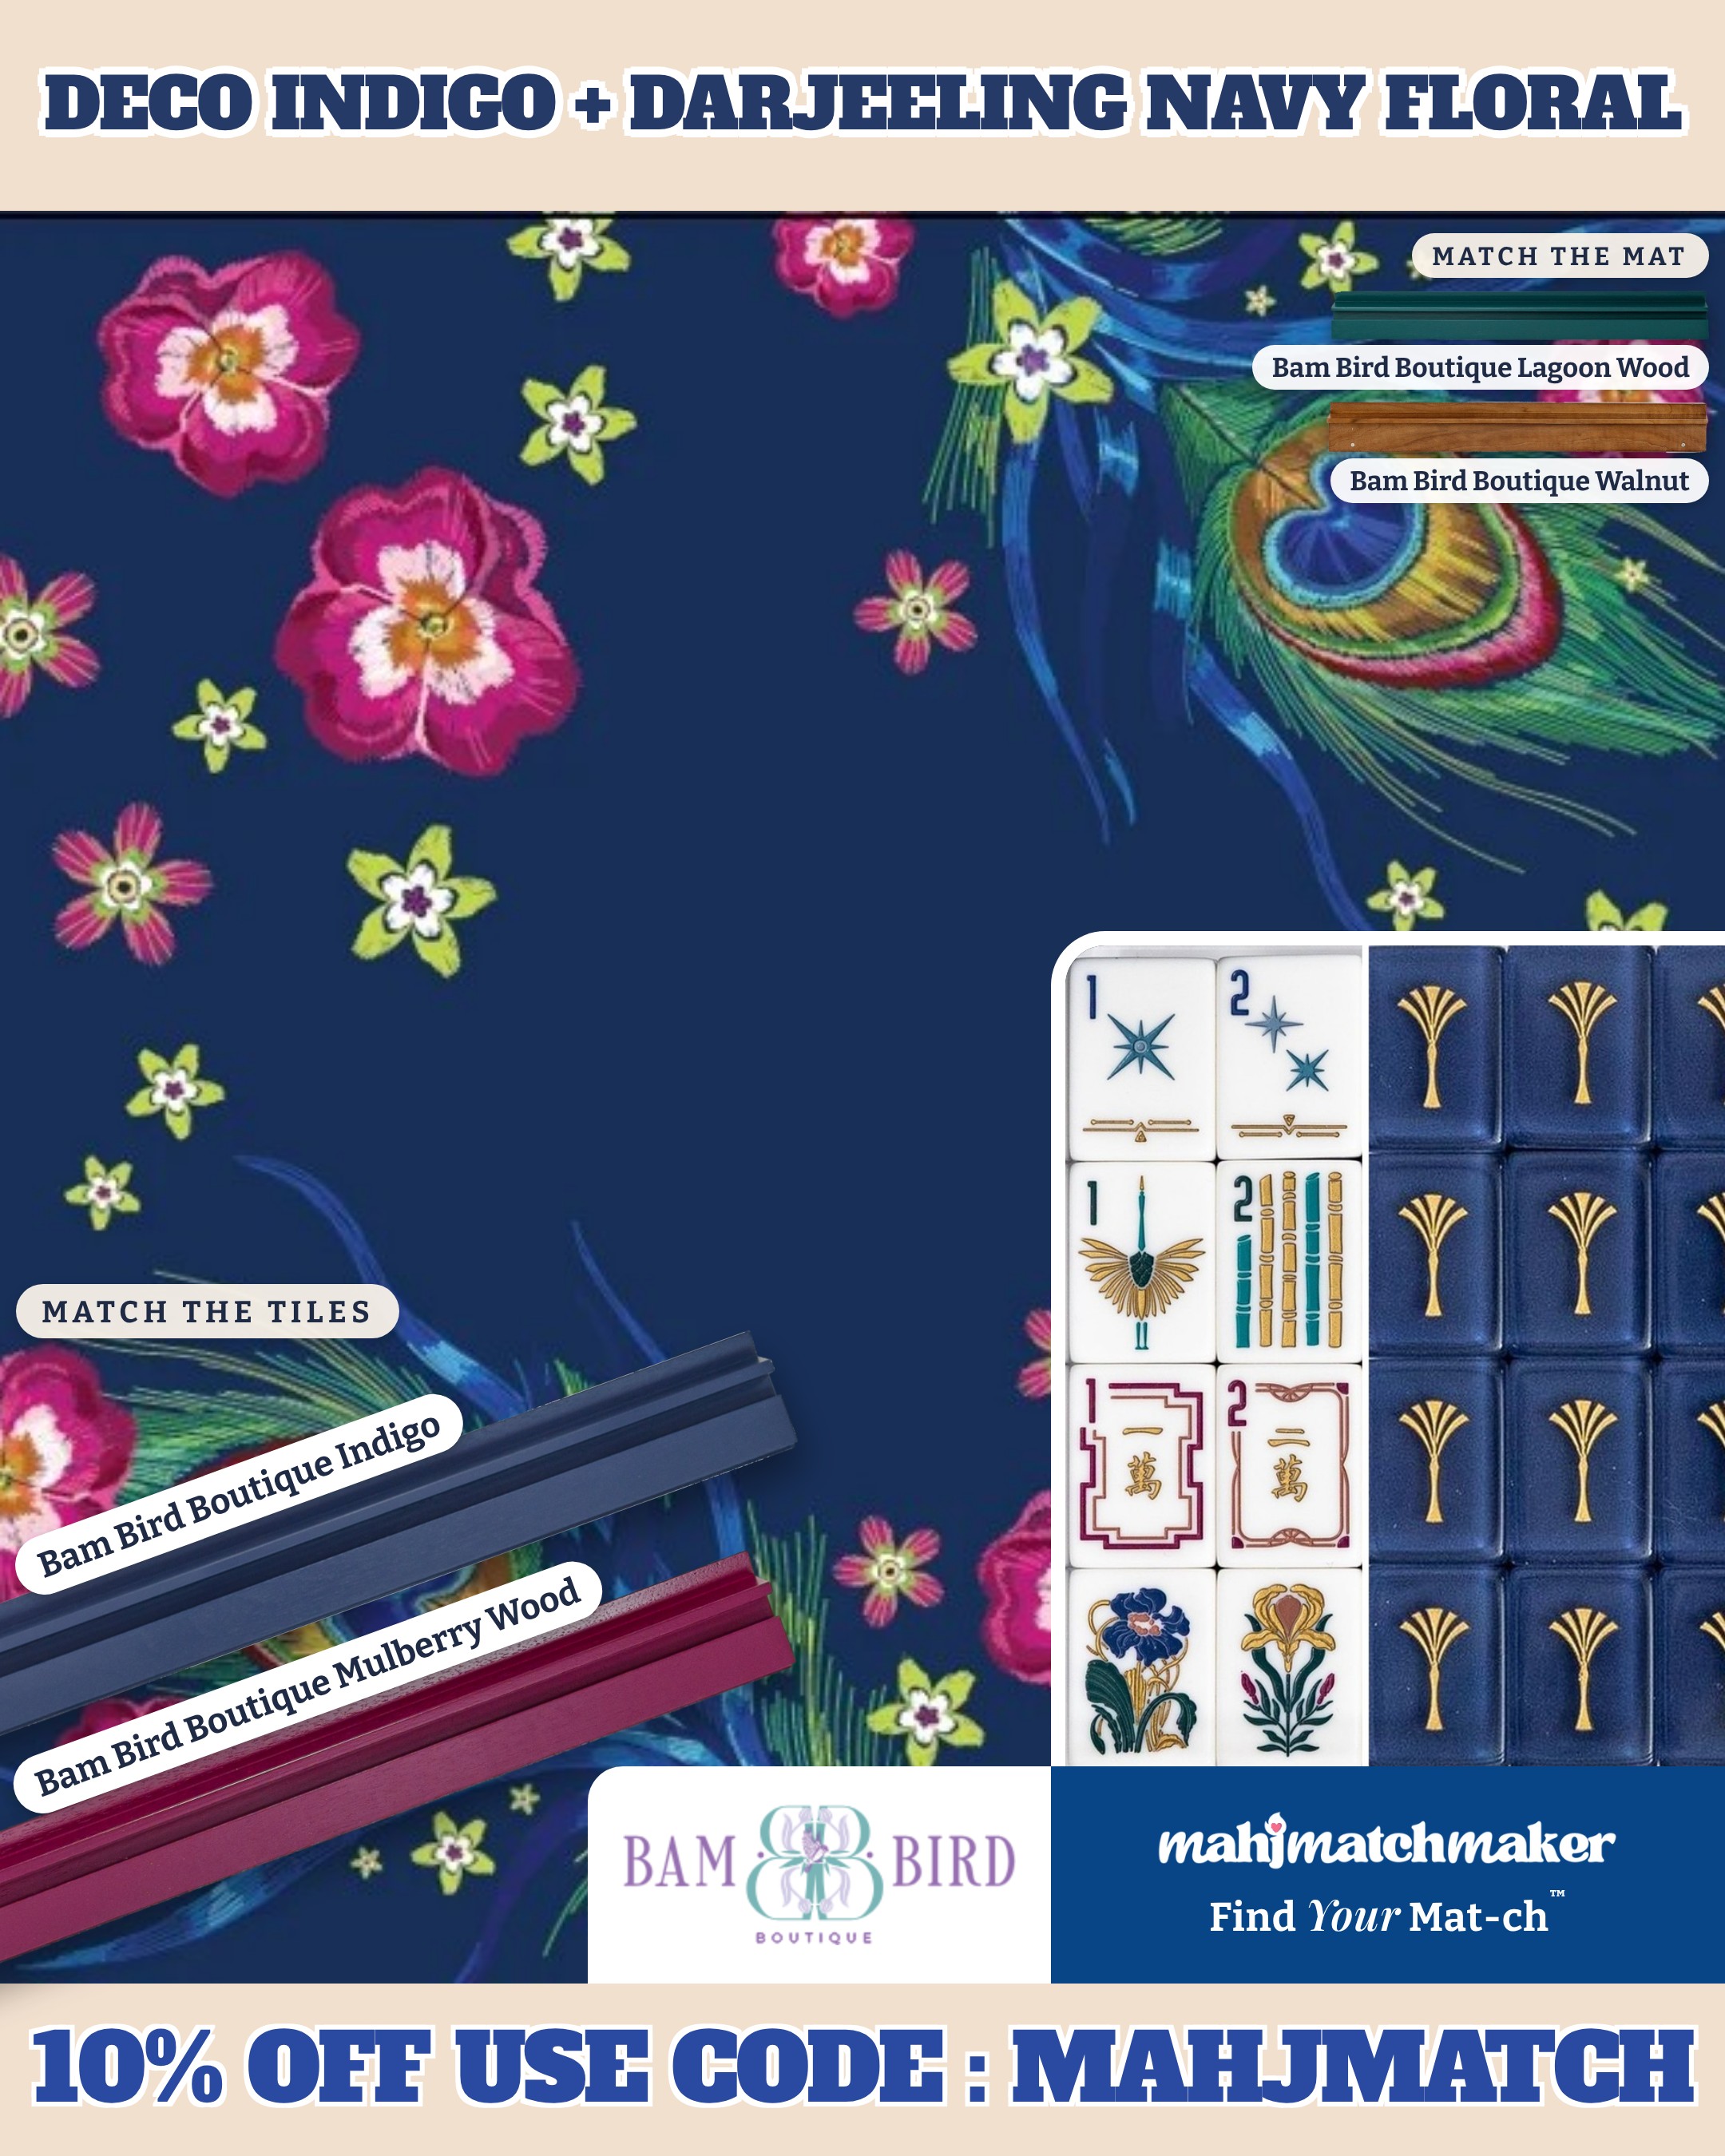 DECO INDIGO + DARJEELING NAVY FLORAL
MATCH THE MAT
Bam Bird Boutique Lagoon Wood
Bam Bird Boutique Walnut
1
2
1
2
1
一
萬
2
二
萬
MATCH THE TILES
Bam Bird Boutique Indigo
Bam Bird Boutique Mulberry Wood
BAM BB BIRD
BOUTIQUE
mahjmatchmaker
Find Your Mat-ch™
10% OFF USE CODE : MAHJMATCH